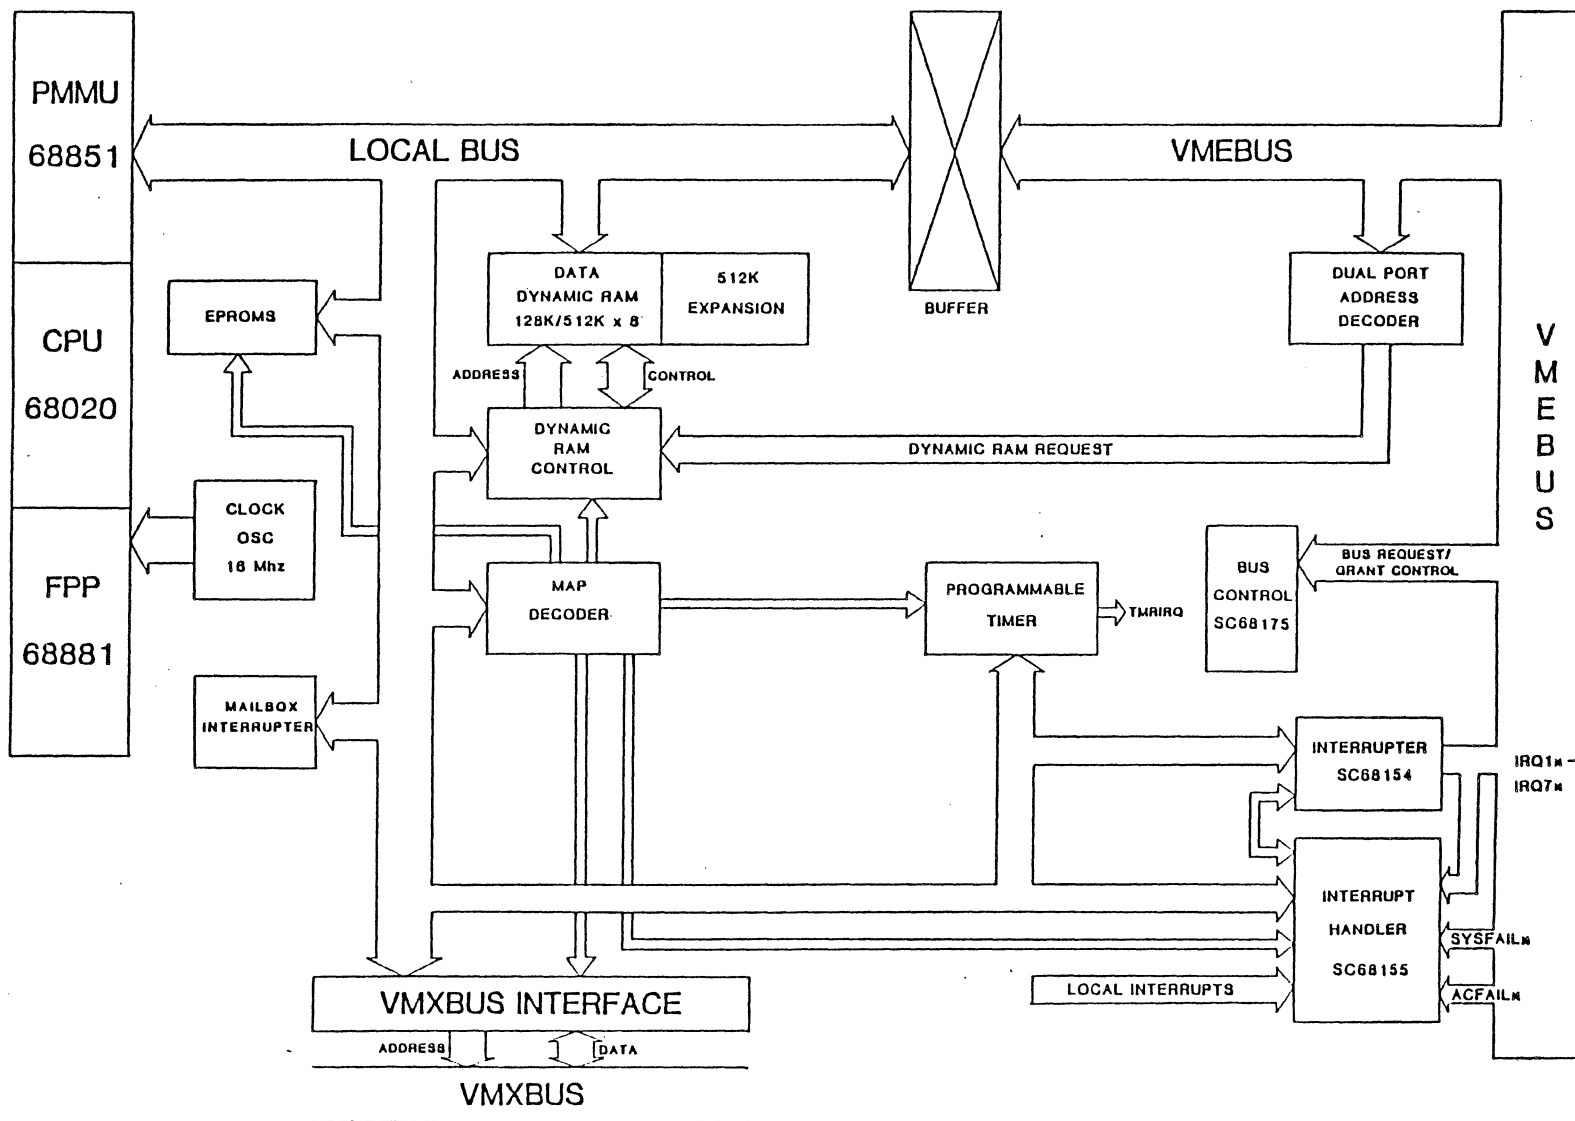 PMMU
68851
CPU
68020
FPP
68881
LOCAL BUS
VMEBUS
BUFFER
EPROMS
DATA
DYNAMIC RAM
128K/512K x 8
512K
EXPANSION
DUAL PORT
ADDRESS
DECODER
ADDRESS
CONTROL
DYNAMIC
RAM
CONTROL
DYNAMIC RAM REQUEST
CLOCK
OSC
16 Mhz
MAP
DECODER
PROGRAMMABLE
TIMER
TMRIRQ
BUS
CONTROL
SC68175
BUS REQUEST/
GRANT CONTROL
VMEBUS
MAILBOX
INTERRUPTER
INTERRUPTER
SC68154
IRQ1*-
IRQ7*
INTERRUPT
HANDLER
SC68155
SYSFAIL*
ACFAIL*
LOCAL INTERRUPTS
VMXBUS INTERFACE
ADDRESS
DATA
VMXBUS